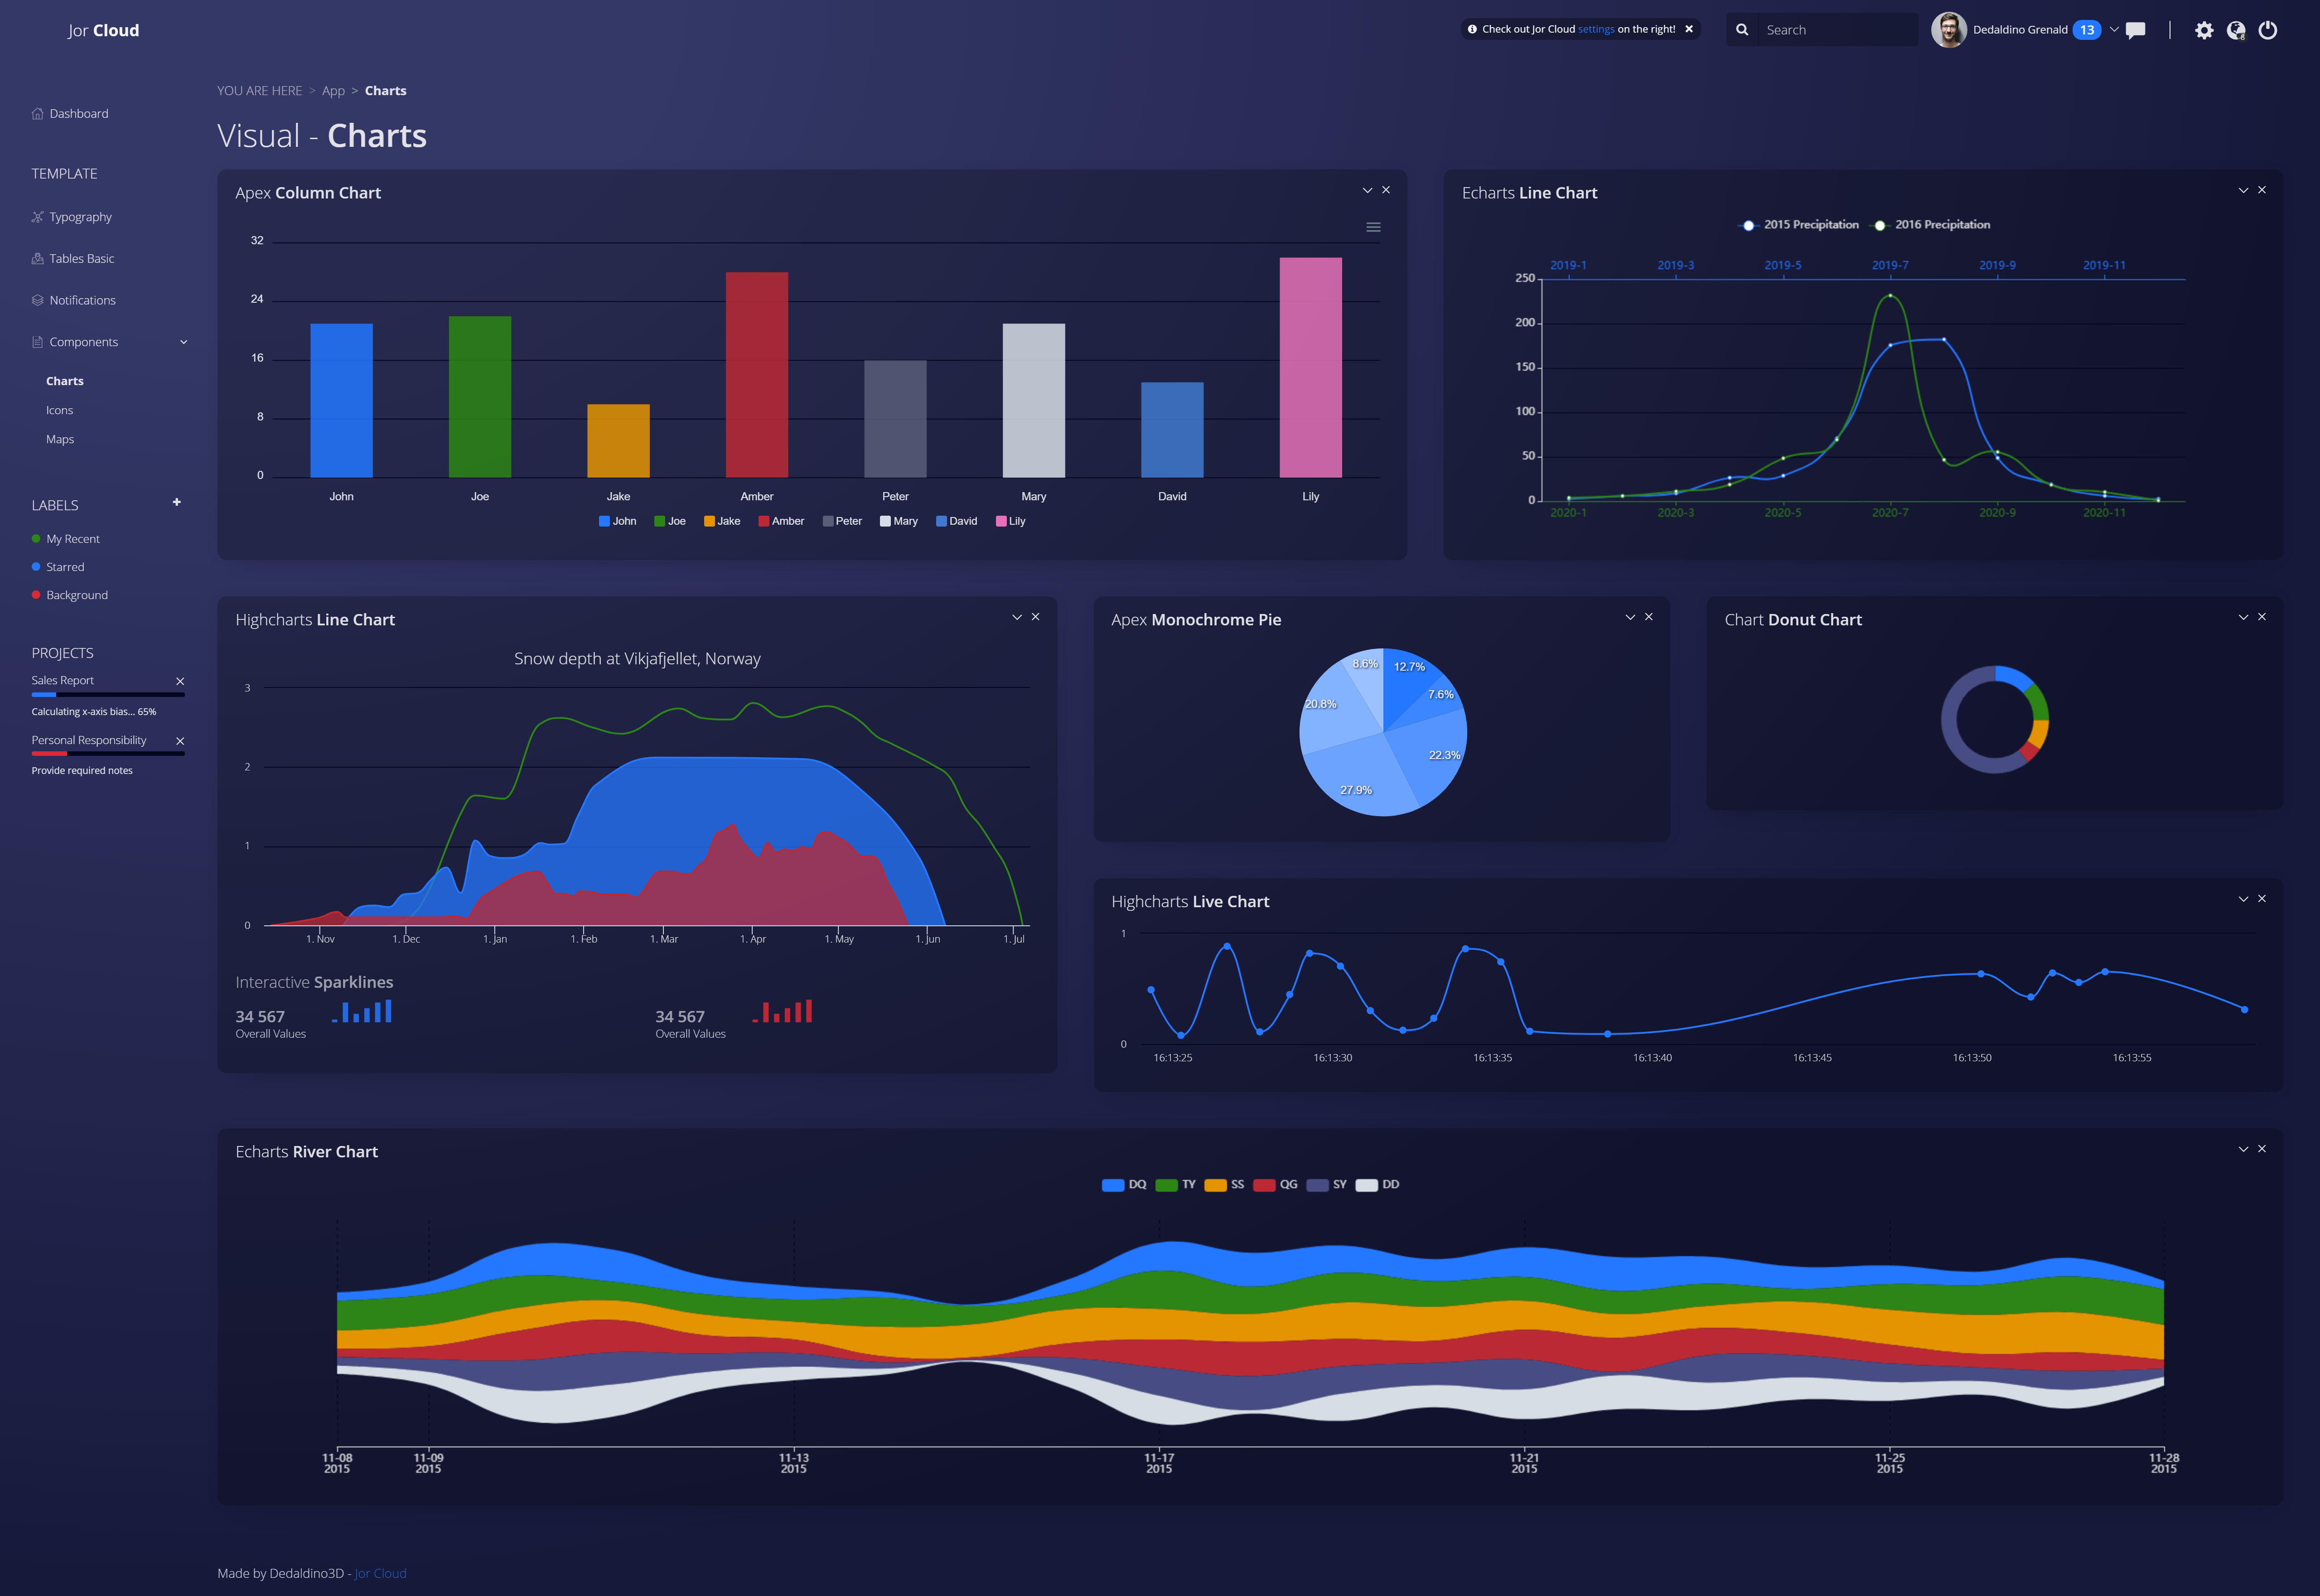 Jor Cloud
Check out Jor Cloud settings on the right!
Search
Dedaldino Grenald 13
8
YOU ARE HERE > App > Charts
Visual - Charts
Dashboard
TEMPLATE
Typography
Tables Basic
Notifications
Components
Charts
Icons
Maps
LABELS
My Recent
Starred
Background
PROJECTS
Sales Report
Calculating x-axis bias... 65%
Personal Responsibility
Provide required notes
Apex Column Chart
32
24
16
8
0
John Joe Jake Amber Peter Mary David Lily
John Joe Jake Amber Peter Mary David Lily
Echarts Line Chart
2015 Precipitation 2016 Precipitation
2019-1 2019-3 2019-5 2019-7 2019-9 2019-11
250
200
150
100
50
0
2020-1 2020-3 2020-5 2020-7 2020-9 2020-11
Highcharts Line Chart
Snow depth at Vikjafjellet, Norway
3
2
1
0
1. Nov 1. Dec 1. Jan 1. Feb 1. Mar 1. Apr 1. May 1. Jun 1. Jul
Interactive Sparklines
34 567
Overall Values
34 567
Overall Values
Apex Monochrome Pie
8.6% 12.7%
7.6%
20.8%
22.3%
27.9%
Chart Donut Chart
Highcharts Live Chart
1
0
16:13:25 16:13:30 16:13:35 16:13:40 16:13:45 16:13:50 16:13:55
Echarts River Chart
DQ TY SS QG SY DD
11-08 11-09 11-13 11-17 11-21 11-25 11-28
2015 2015 2015 2015 2015 2015 2015
Made by Dedaldino3D - Jor Cloud